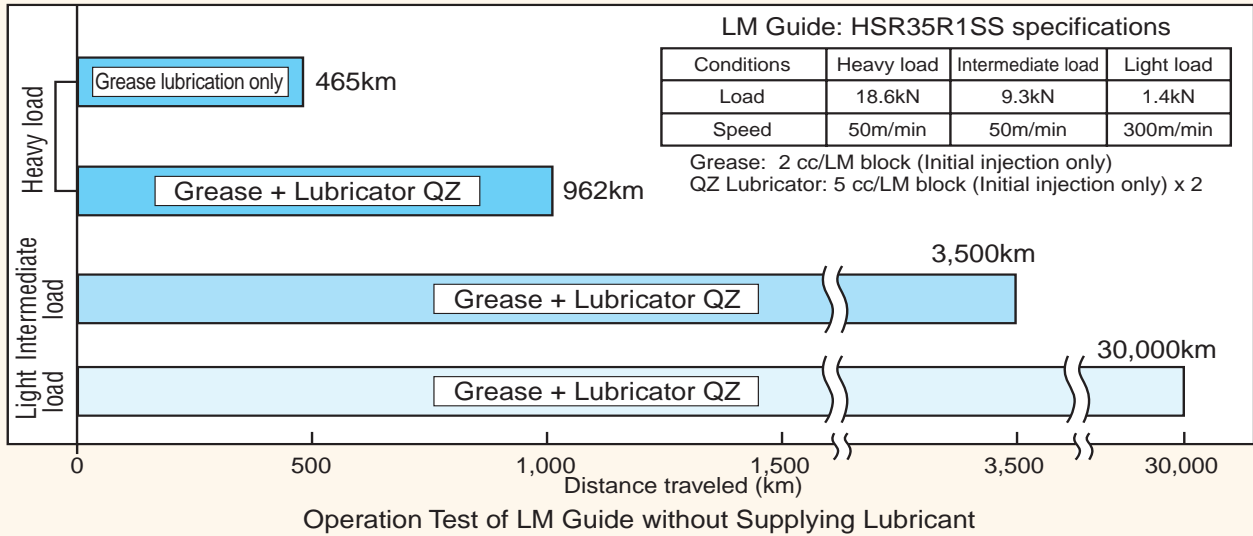 LM Guide: HSR35R1SS specifications
Conditions Heavy load Intermediate load Light load
Load 18.6kN 9.3kN 1.4kN
Speed 50m/min 50m/min 300m/min
Grease: 2 cc/LM block (Initial injection only)
QZ Lubricator: 5 cc/LM block (Initial injection only) x 2
Heavy load
Grease lubrication only 465km
Grease + Lubricator QZ 962km
Intermediate
load
Grease + Lubricator QZ 3,500km
Light
load
Grease + Lubricator QZ 30,000km
0 500 1,000 1,500 3,500 30,000
Distance traveled (km)
Operation Test of LM Guide without Supplying Lubricant